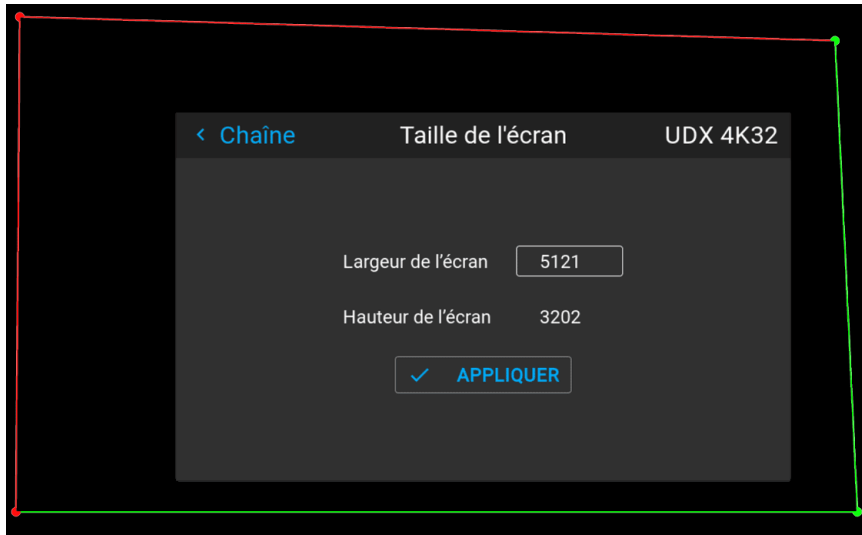 Chaîne Taille de l'écran UDX 4K32
Largeur de l’écran 5121
Hauteur de l’écran 3202
APPLIQUER